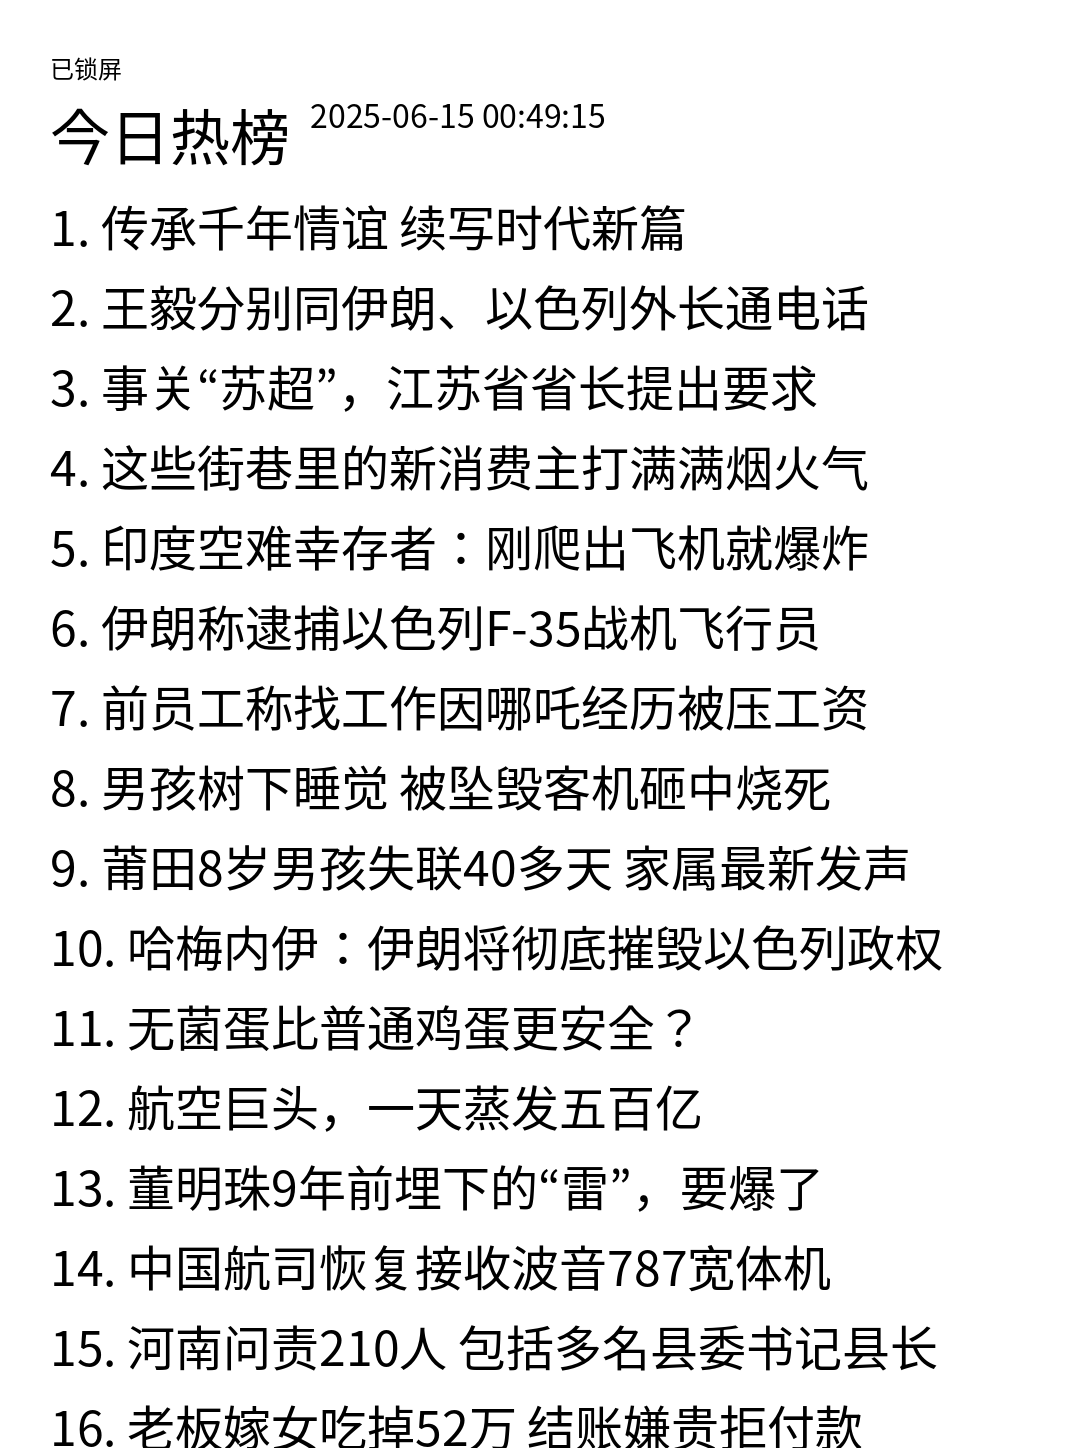 已锁屏
今日热榜 2025-06-15 00:49:15
1. 传承千年情谊 续写时代新篇
2. 王毅分别同伊朗、以色列外长通电话
3. 事关“苏超”，江苏省省长提出要求
4. 这些街巷里的新消费主打满满烟火气
5. 印度空难幸存者：刚爬出飞机就爆炸
6. 伊朗称逮捕以色列F-35战机飞行员
7. 前员工称找工作因哪吒经历被压工资
8. 男孩树下睡觉 被坠毁客机砸中烧死
9. 莆田8岁男孩失联40多天 家属最新发声
10. 哈梅内伊：伊朗将彻底摧毁以色列政权
11. 无菌蛋比普通鸡蛋更安全？
12. 航空巨头，一天蒸发五百亿
13. 董明珠9年前埋下的“雷”，要爆了
14. 中国航司恢复接收波音787宽体机
15. 河南问责210人 包括多名县委书记县长
16. 老板嫁女吃掉52万 结账嫌贵拒付款